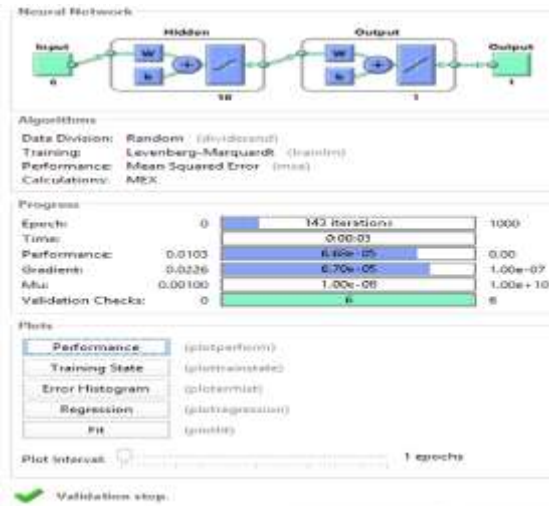 Neural Network
Hidden
Output
Input
Output
W
b
+
W
b
+
6
10
1
1
Algorithms
Data Division: Random (dividerand)
Training: Levenberg-Marquardt (trainlm)
Performance: Mean Squared Error (mse)
Calculations: MEX
Progress
Epoch: 0 143 iterations 1000
Time: 0:00:03
Performance: 0.0103 0.00
Gradient: 0.0226 1.00e-07
Mu: 0.00100 1.00e-08 1.00e+10
Validation Checks: 0 6 6
Plots
Performance (plotperform)
Training State (plottrainstate)
Error Histogram (ploterrhist)
Regression (plotregression)
Fit (plotfit)
Plot Interval: 1 epochs
Validation stop.